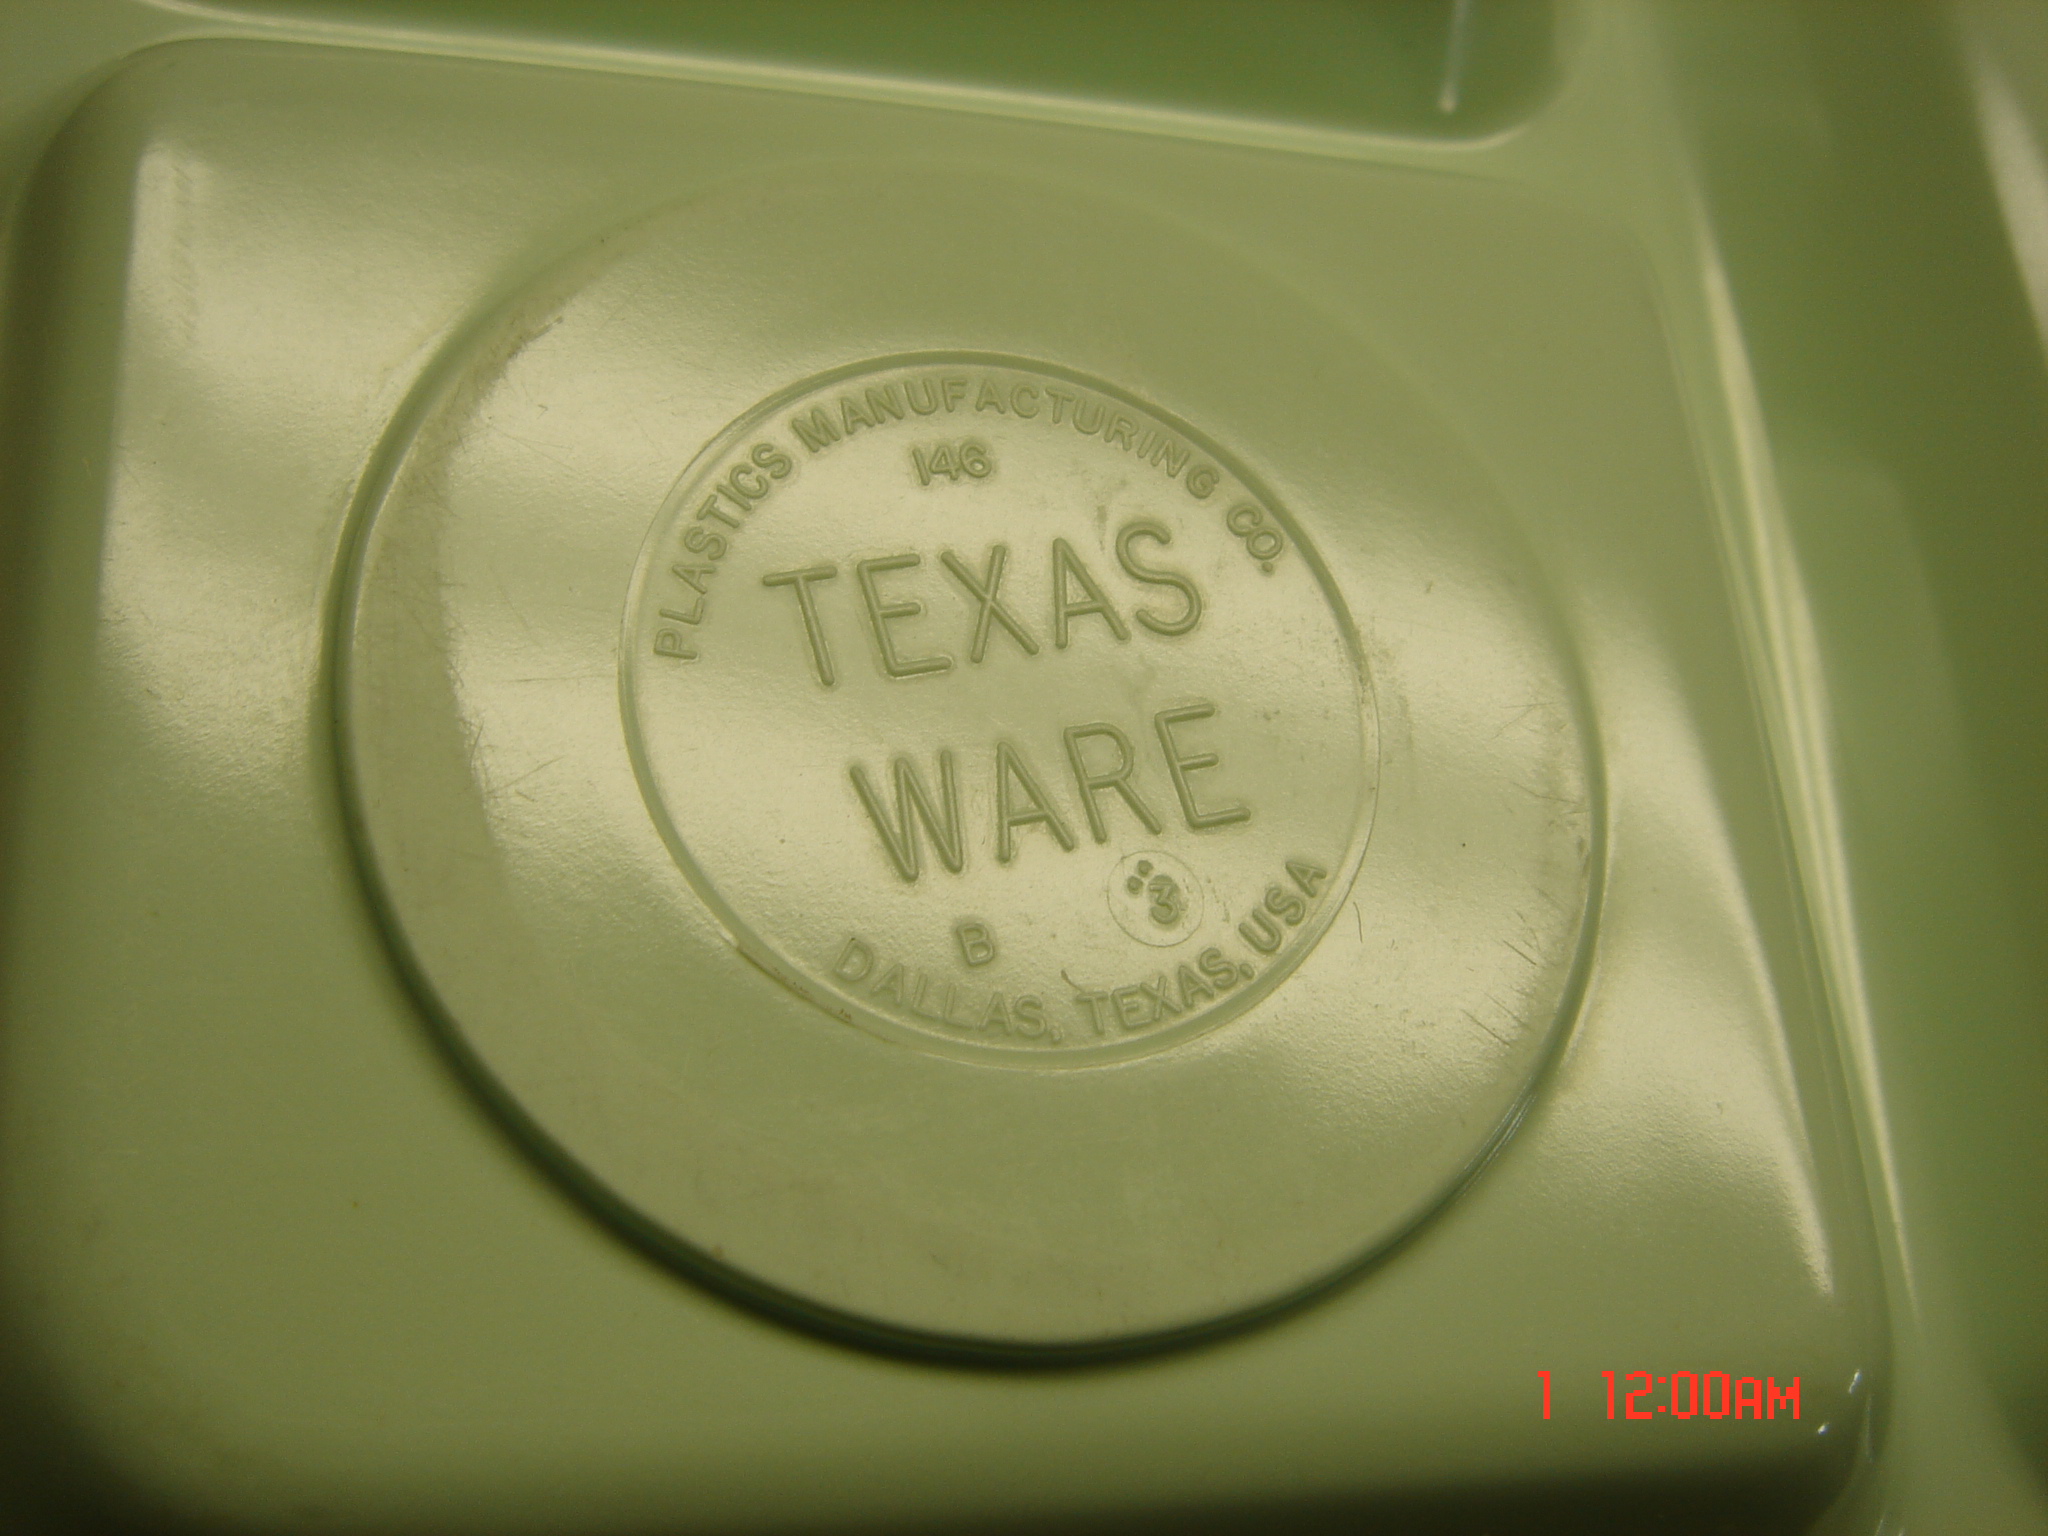 PLASTICS MANUFACTURING CO.
146
TEXAS
WARE
B 3
DALLAS, TEXAS, USA
1 12:00AM